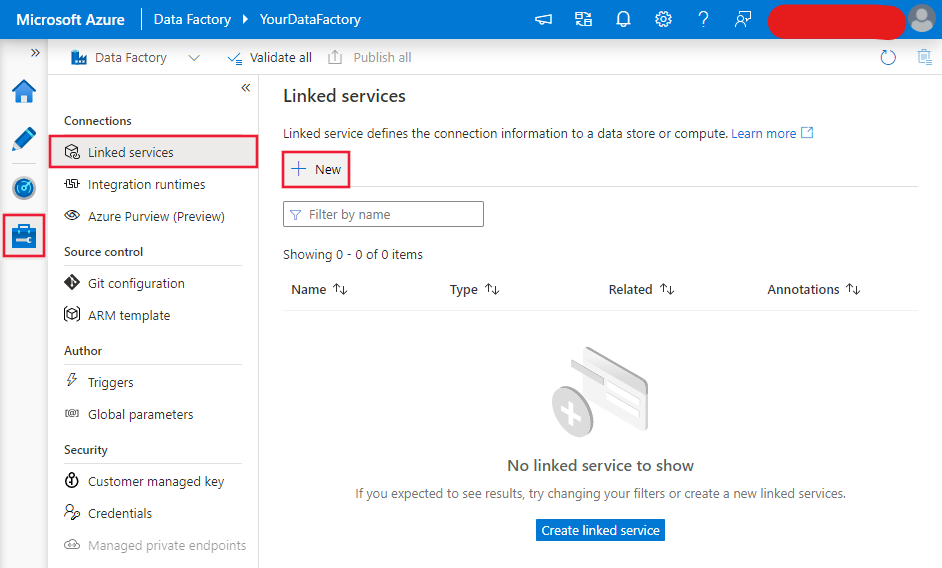 Microsoft Azure Data Factory YourDataFactory
Data Factory Validate all Publish all
Connections
Linked services
Integration runtimes
Azure Purview (Preview)
Source control
Git configuration
ARM template
Author
Triggers
Global parameters
Security
Customer managed key
Credentials
Managed private endpoints
Linked services
Linked service defines the connection information to a data store or compute. Learn more
New
Filter by name
Showing 0 - 0 of 0 items
Name Type Related Annotations
No linked service to show
If you expected to see results, try changing your filters or create a new linked services.
Create linked service